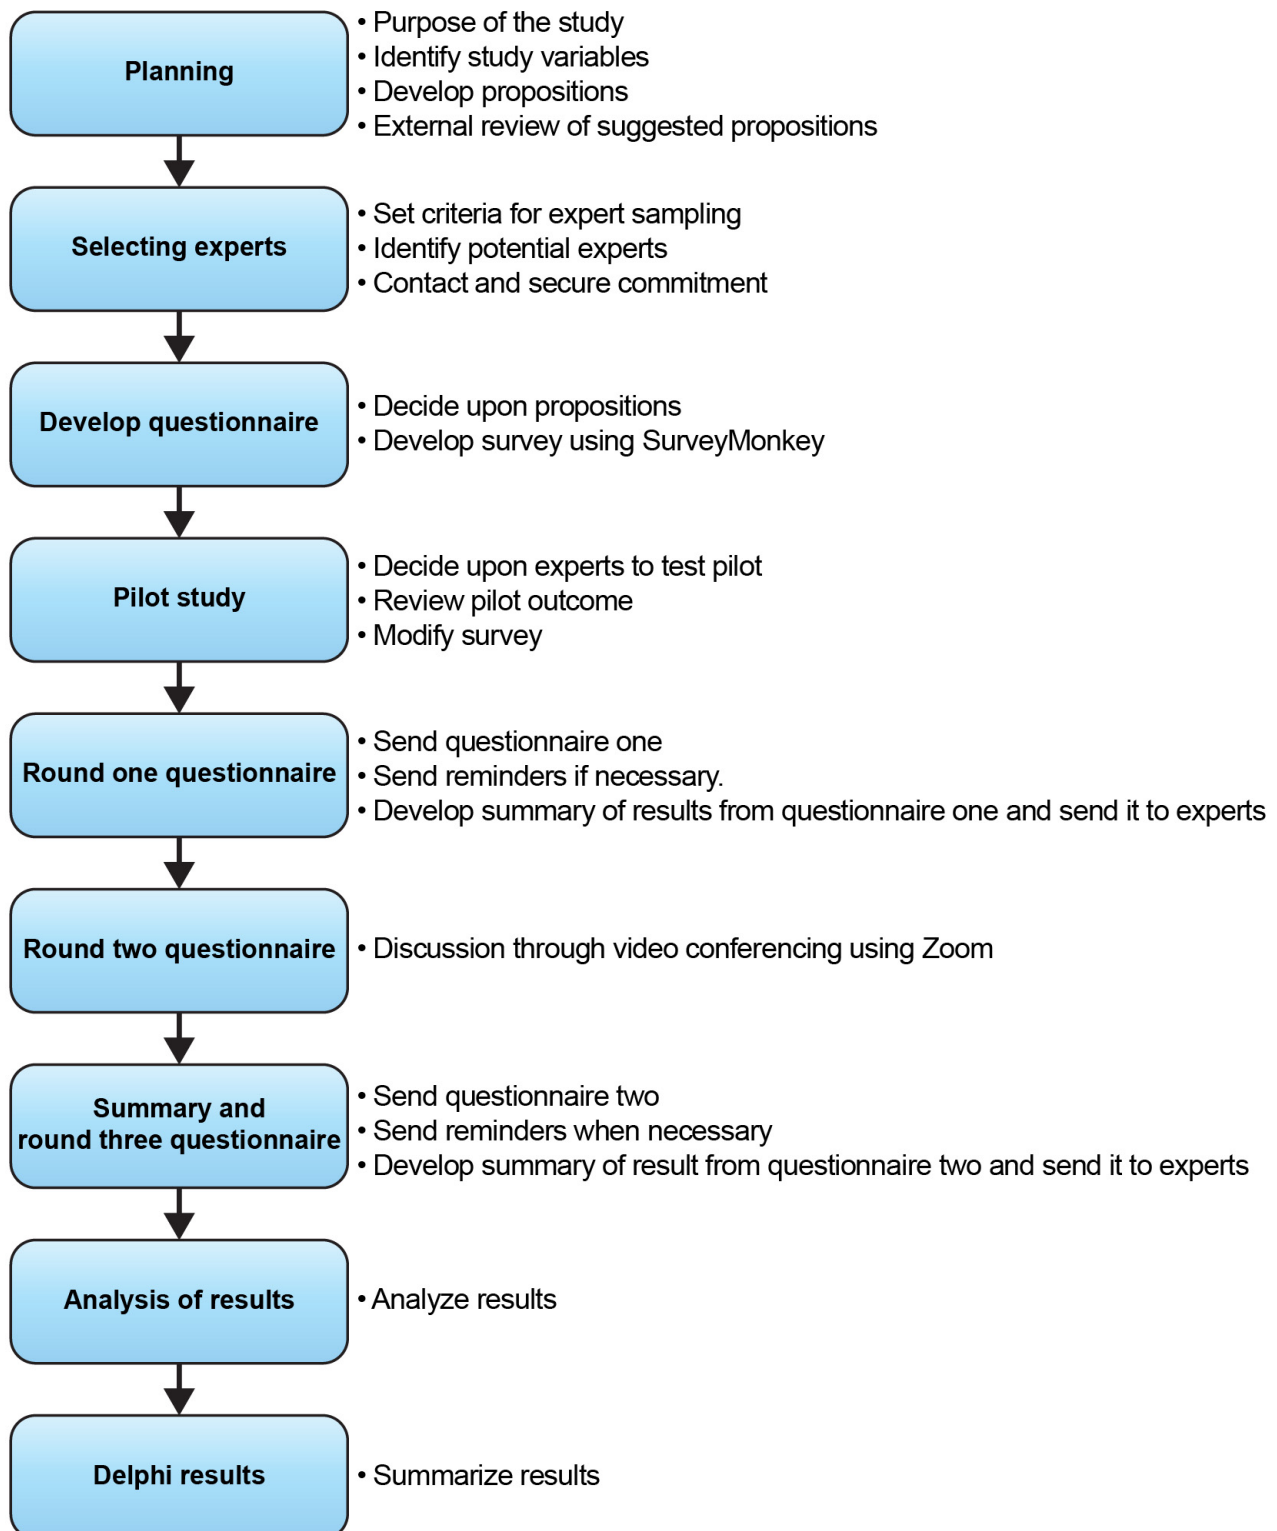 Planning
• Purpose of the study
• Identify study variables
• Develop propositions
• External review of suggested propositions
Selecting experts
• Set criteria for expert sampling
• Identify potential experts
• Contact and secure commitment
Develop questionnaire
• Decide upon propositions
• Develop survey using SurveyMonkey
Pilot study
• Decide upon experts to test pilot
• Review pilot outcome
• Modify survey
Round one questionnaire
• Send questionnaire one
• Send reminders if necessary.
• Develop summary of results from questionnaire one and send it to experts
Round two questionnaire
• Discussion through video conferencing using Zoom
Summary and
round three questionnaire
• Send questionnaire two
• Send reminders when necessary
• Develop summary of result from questionnaire two and send it to experts
Analysis of results
• Analyze results
Delphi results
• Summarize results